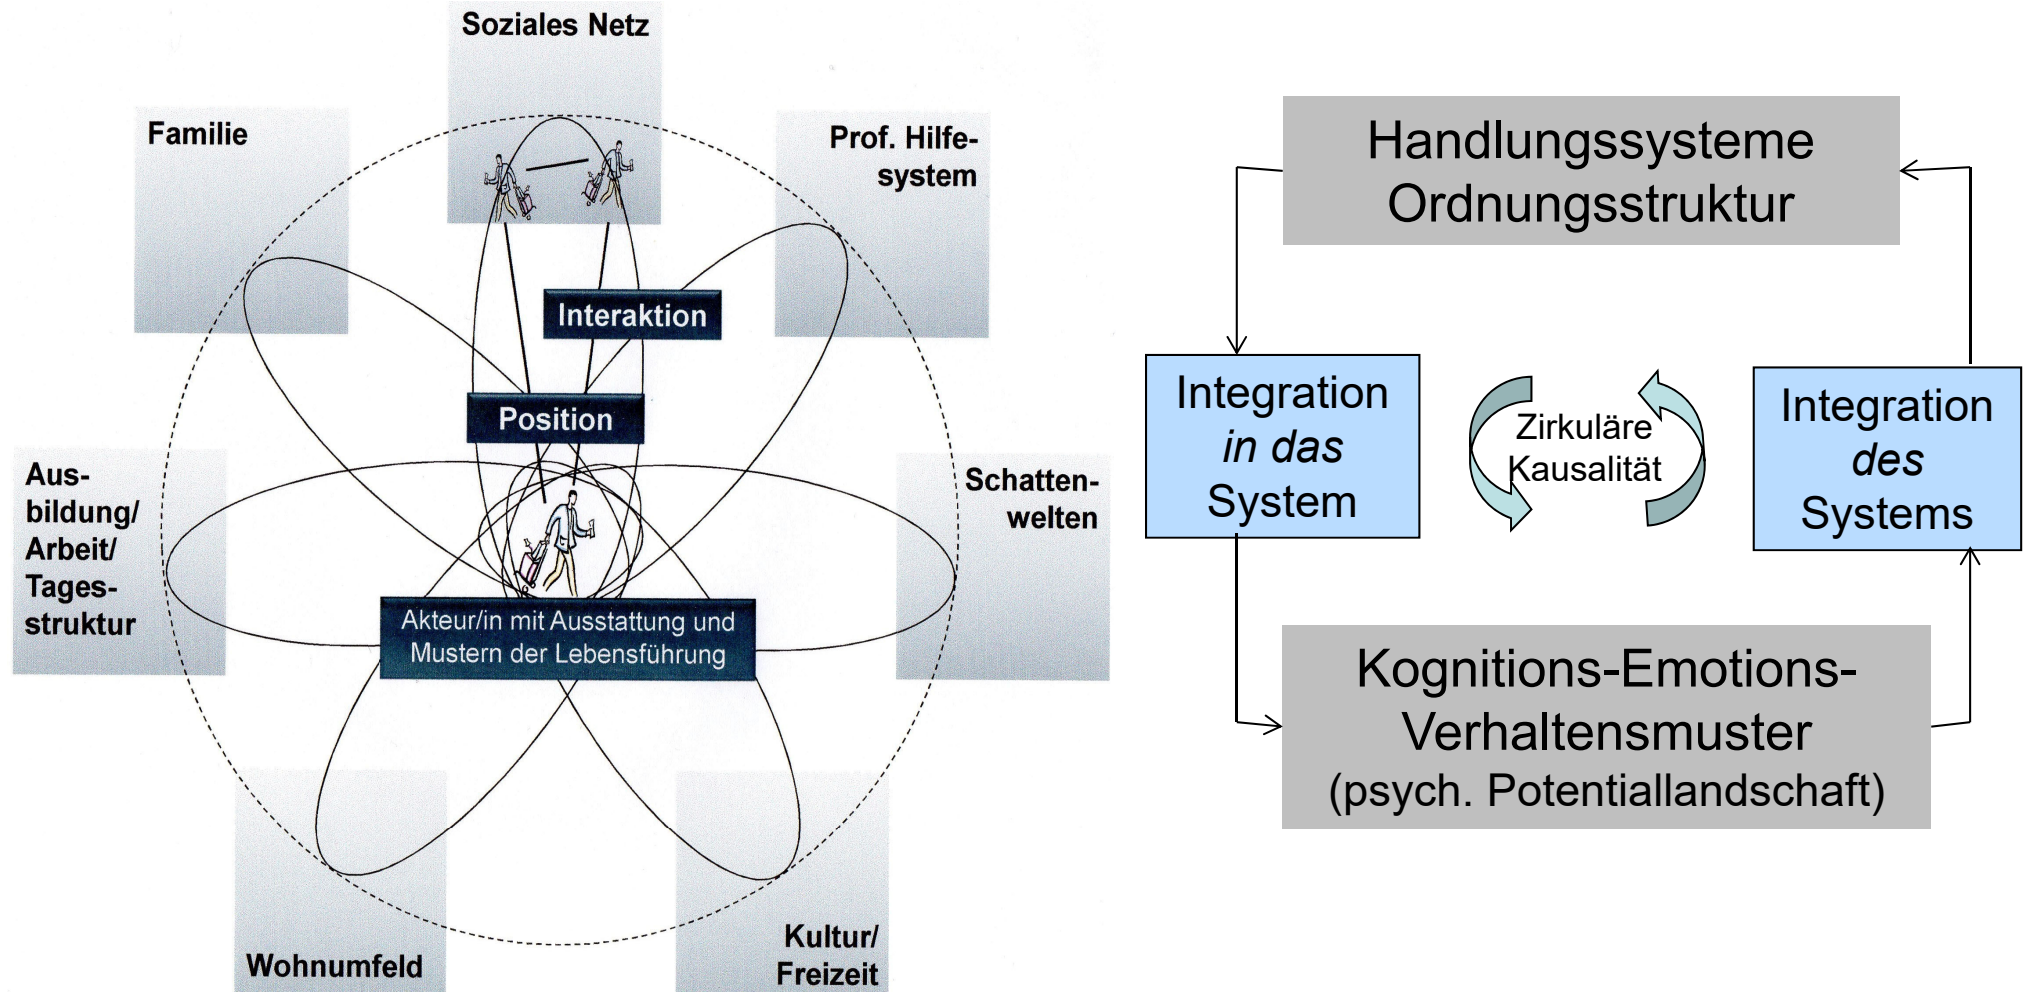 Soziales Netz
Familie
Prof. Hilfe-
system
Interaktion
Position
Aus-
bildung/
Arbeit/
Tages-
struktur
Schatten-
welten
Akteur/in mit Ausstattung und
Mustern der Lebensführung
Wohnumfeld
Kultur/
Freizeit
Handlungssysteme
Ordnungsstruktur
Integration
in das
System
Zirkuläre
Kausalität
Integration
des
Systems
Kognitions-Emotions-
Verhaltensmuster
(psych. Potentiallandschaft)